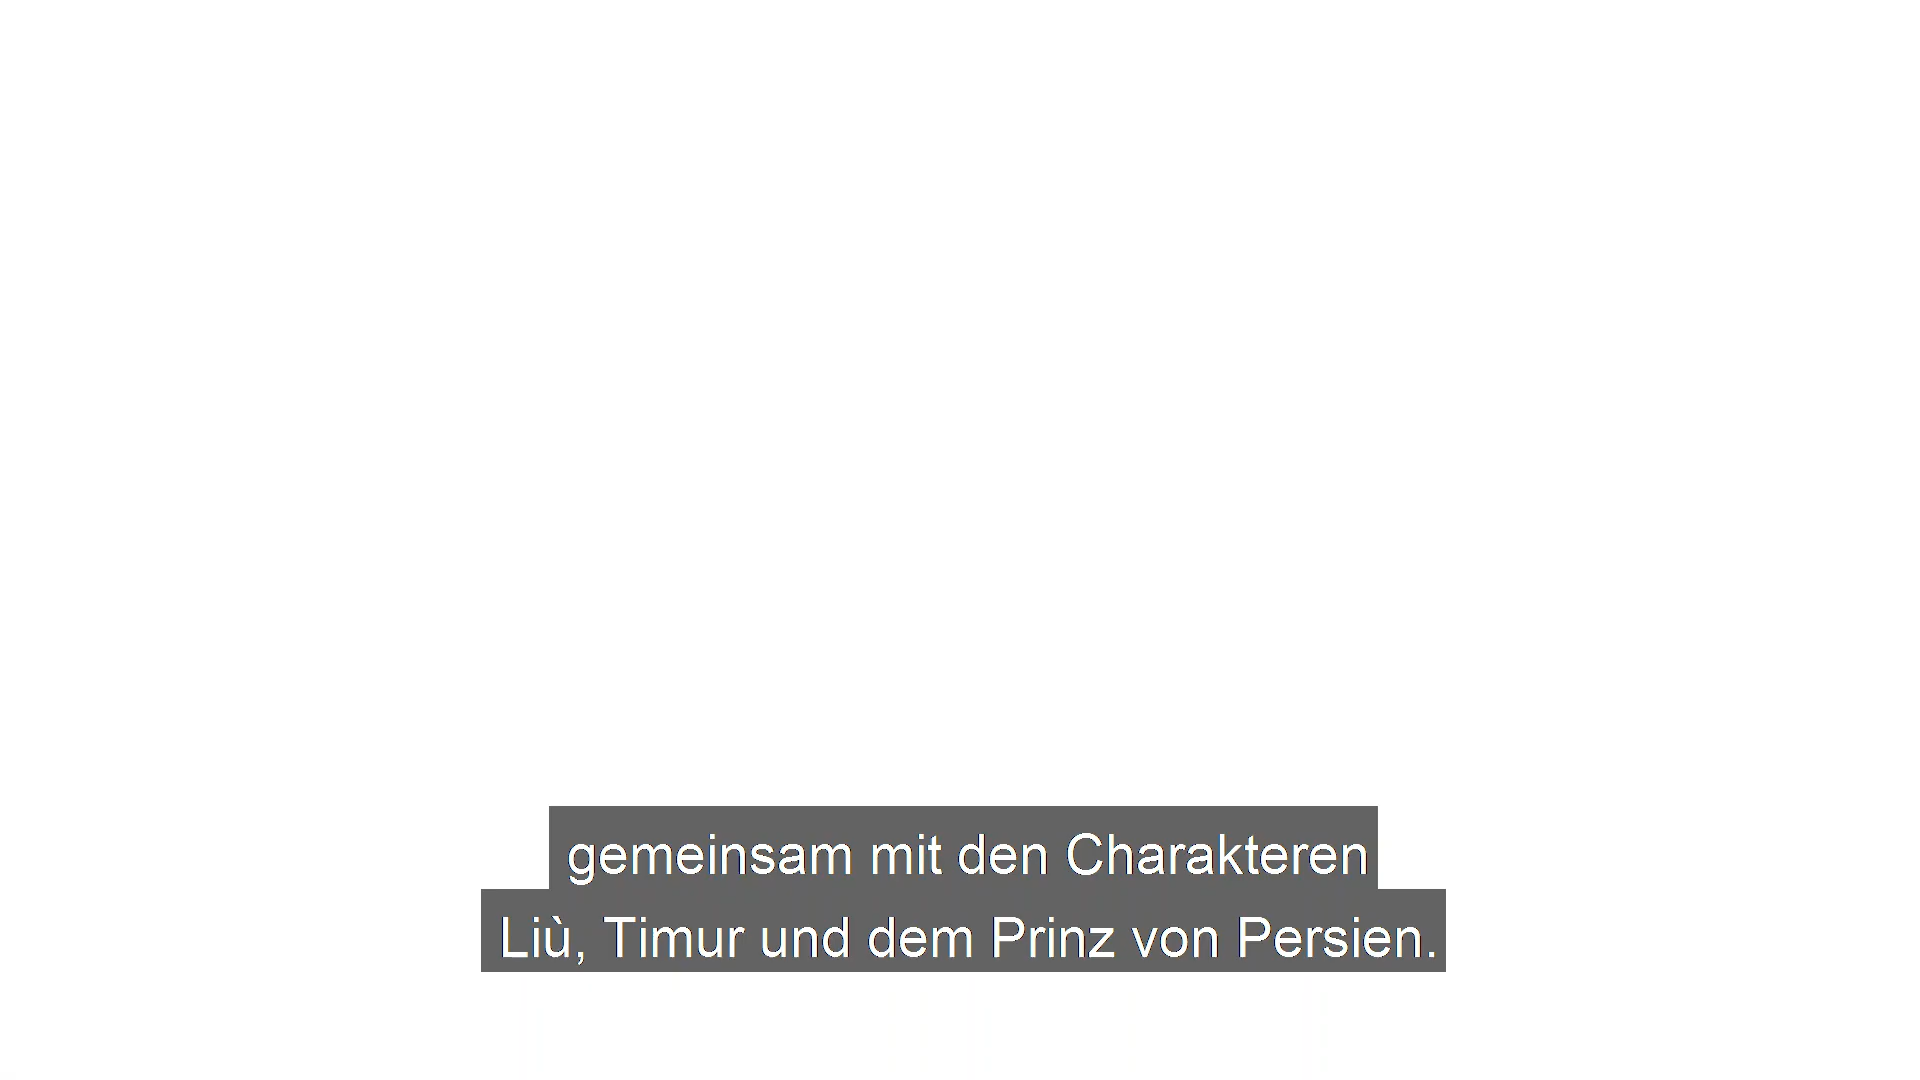 gemeinsam mit den Charakteren
Liù, Timur und dem Prinz von Persien.